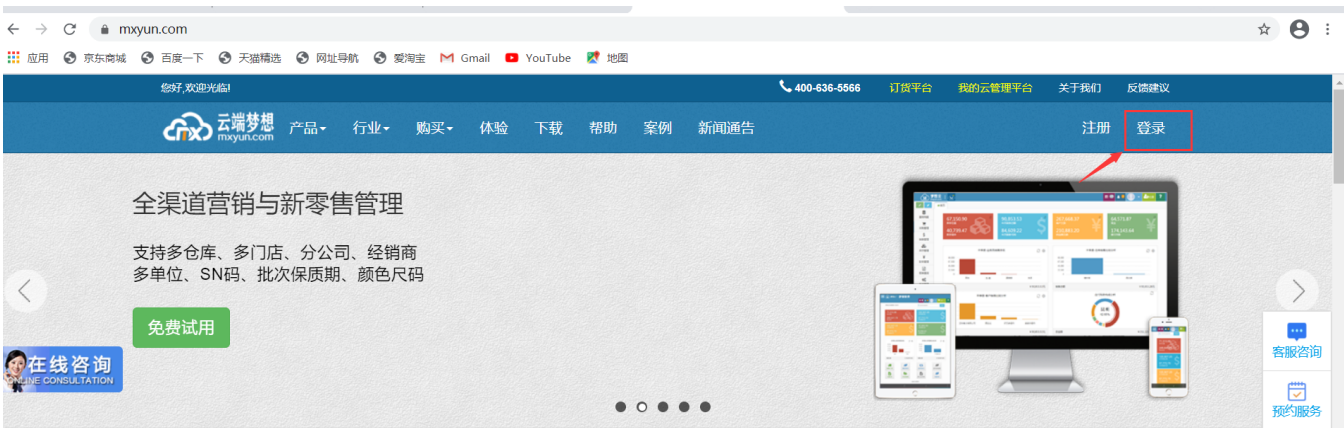 mxyun.com
应用 京东商城 百度一下 天猫精选 网址导航 爱淘宝 Gmail YouTube 地图
您好,欢迎光临! 400-636-5566 订货平台 我的云管理平台 关于我们 反馈建议
云端梦想 产品 行业 购买 体验 下载 帮助 案例 新闻通告 注册 登录
mxyun.com
全渠道营销与新零售管理
支持多仓库、多门店、分公司、经销商
多单位、SN码、批次保质期、颜色尺码
免费试用
在线咨询
ONLINE CONSULTATION
客服咨询
预约服务